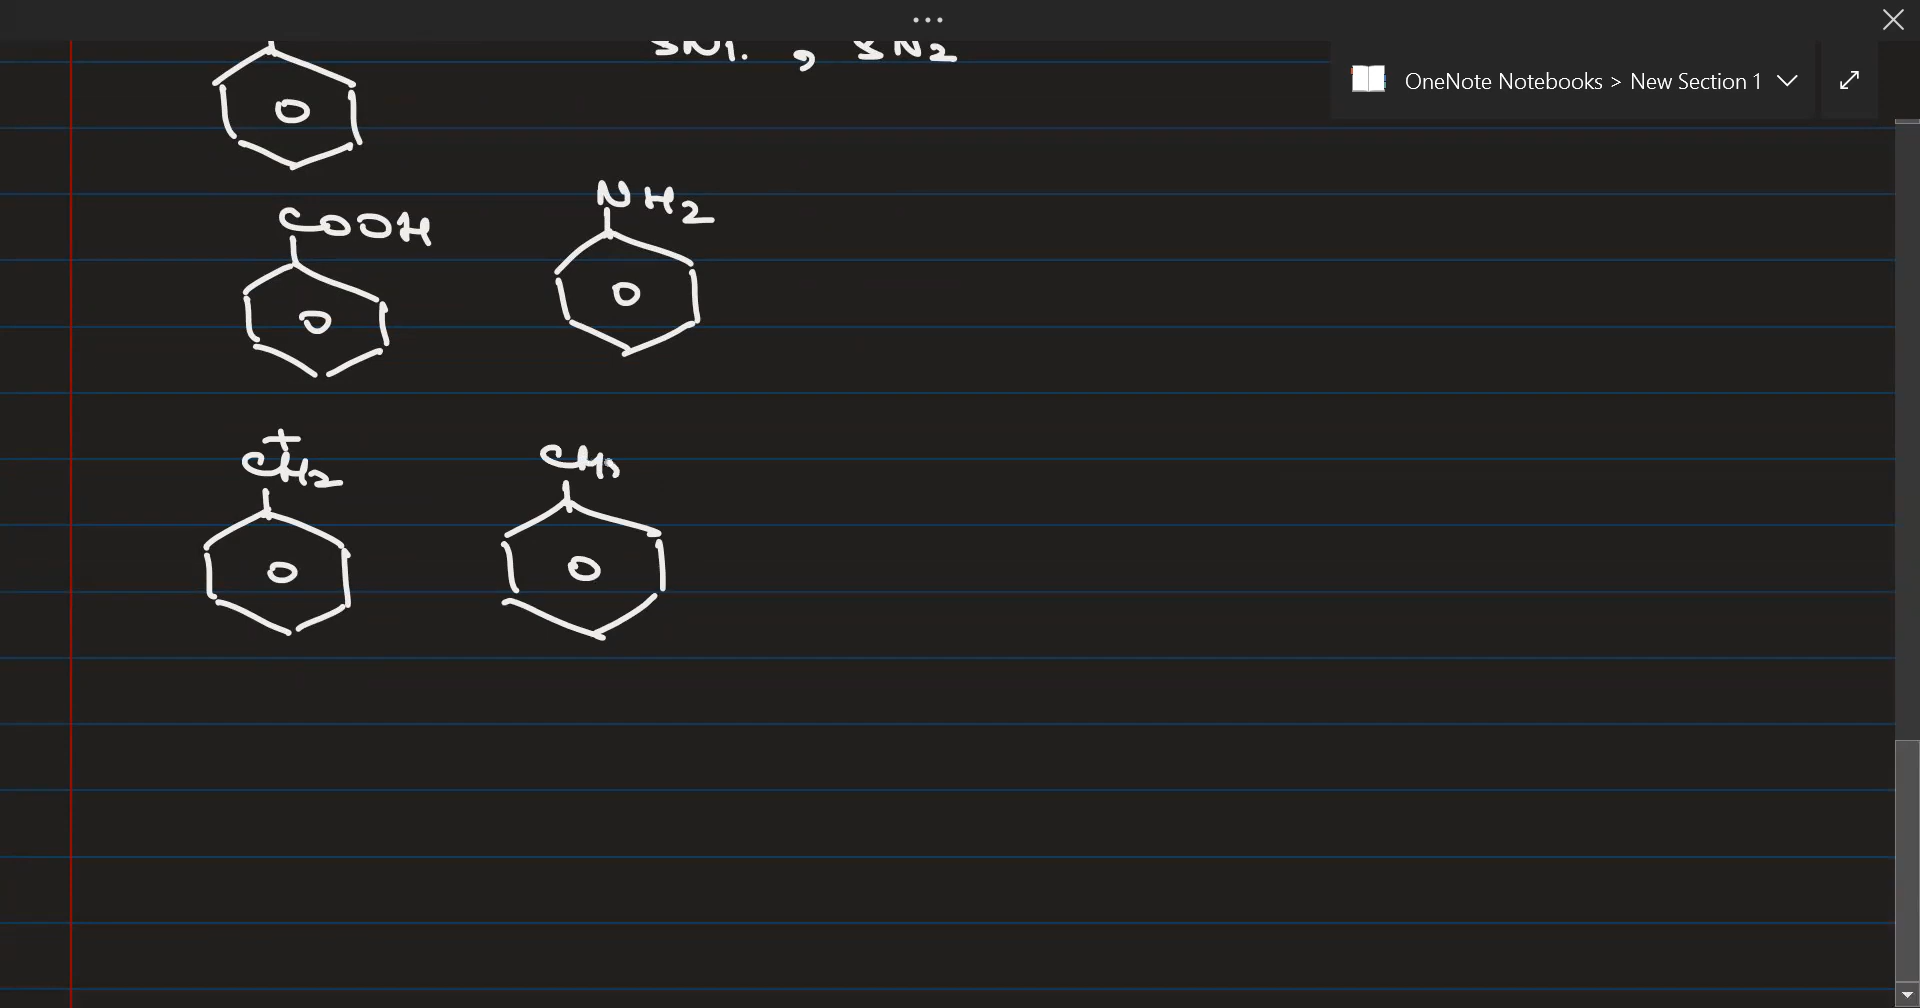 SN1. , SN2
OneNote Notebooks > New Section 1
COOH NH2
+
CH2 CH3